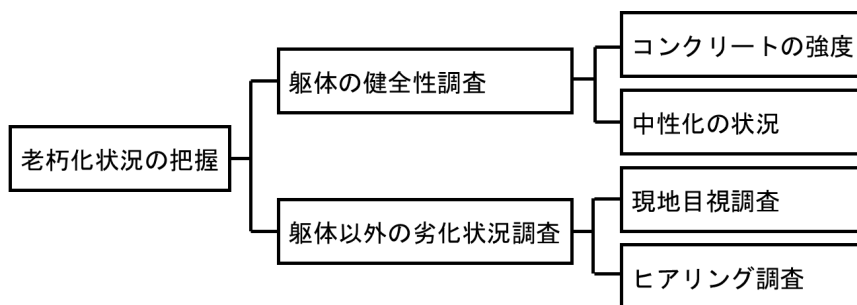 老朽化状況の把握
躯体の健全性調査
コンクリートの強度
中性化の状況
躯体以外の劣化状況調査
現地目視調査
ヒアリング調査